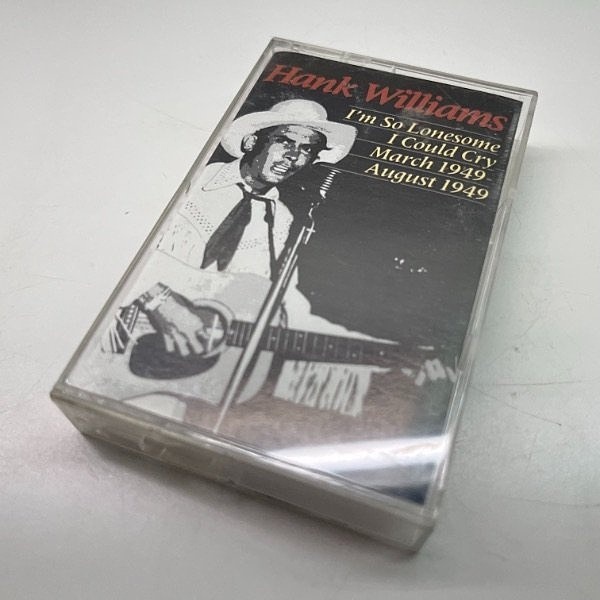 Hank Williams
I'm So Lonesome
I Could Cry
March 1949
August 1949